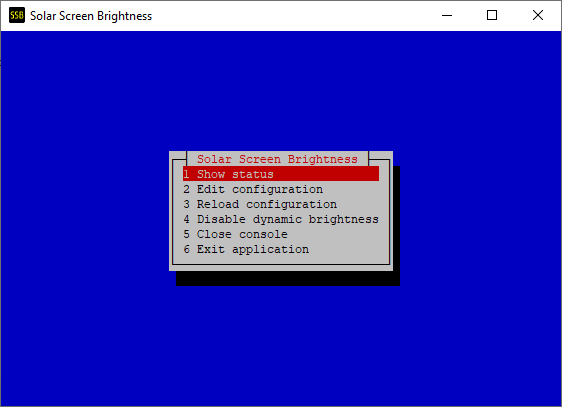 SSB Solar Screen Brightness
Solar Screen Brightness
1 Show status
2 Edit configuration
3 Reload configuration
4 Disable dynamic brightness
5 Close console
6 Exit application